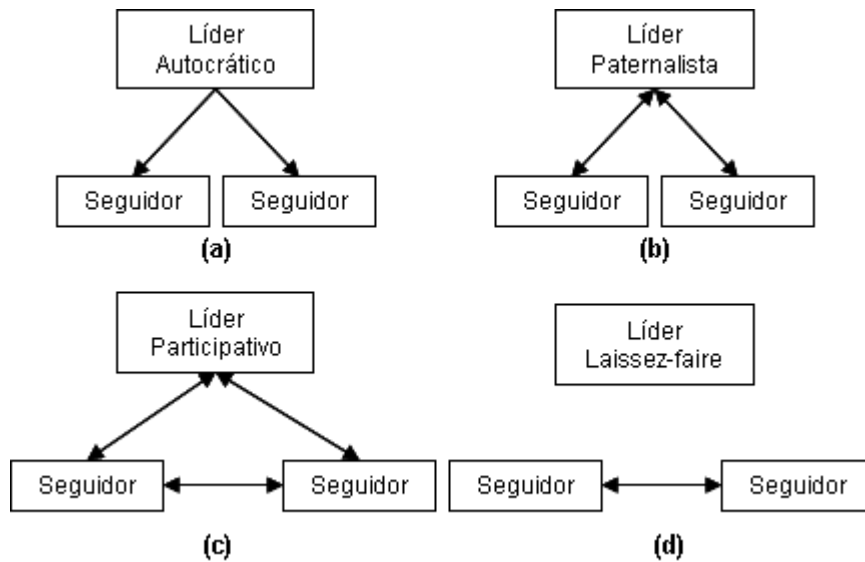 Líder
Autocrático
Seguidor
Seguidor
(a)
Líder
Paternalista
Seguidor
Seguidor
(b)
Líder
Participativo
Seguidor
Seguidor
(c)
Líder
Laissez-faire
Seguidor
Seguidor
(d)